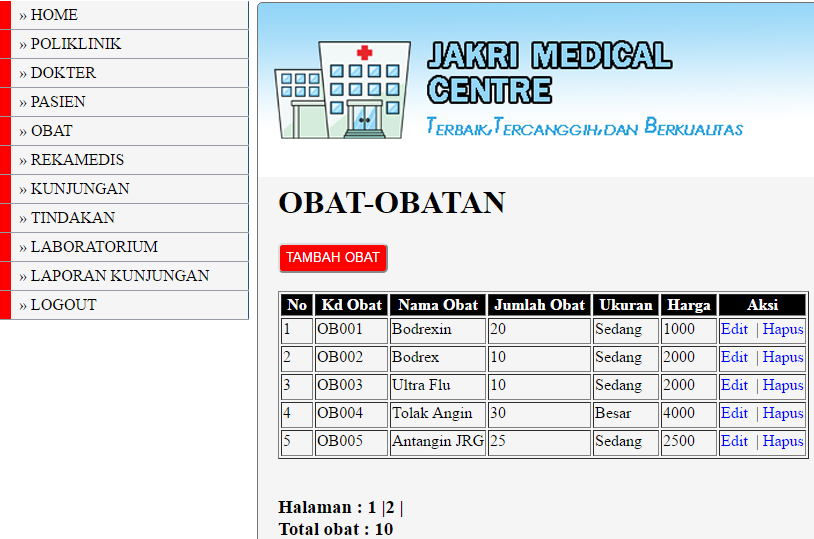 » HOME
» POLIKLINIK
» DOKTER
» PASIEN
» OBAT
» REKAMEDIS
» KUNJUNGAN
» TINDAKAN
» LABORATORIUM
» LAPORAN KUNJUNGAN
» LOGOUT
JAKRI MEDICAL
CENTRE
TERBAIK,TERCANGGIH,DAN BERKUALITAS
OBAT-OBATAN
TAMBAH OBAT
No Kd Obat Nama Obat Jumlah Obat Ukuran Harga Aksi
1 OB001 Bodrexin 20 Sedang 1000 Edit | Hapus
2 OB002 Bodrex 10 Sedang 2000 Edit | Hapus
3 OB003 Ultra Flu 10 Sedang 2000 Edit | Hapus
4 OB004 Tolak Angin 30 Besar 4000 Edit | Hapus
5 OB005 Antangin JRG 25 Sedang 2500 Edit | Hapus
Halaman : 1 |2 |
Total obat : 10